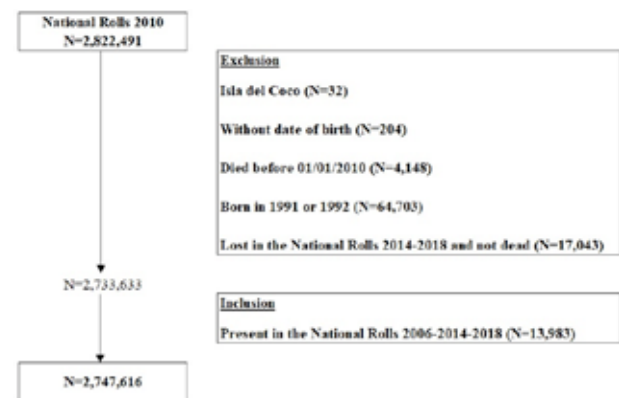 National Rolls 2010
N=2,822,491
Exclusion
Isla del Coco (N=32)
Without date of birth (N=204)
Died before 01/01/2010 (N=4,148)
Born in 1991 or 1992 (N=64,703)
Lost in the National Rolls 2014-2018 and not dead (N=17,043)
N=2,733,633
Inclusion
Present in the National Rolls 2006-2014-2018 (N=13,983)
N=2,747,616